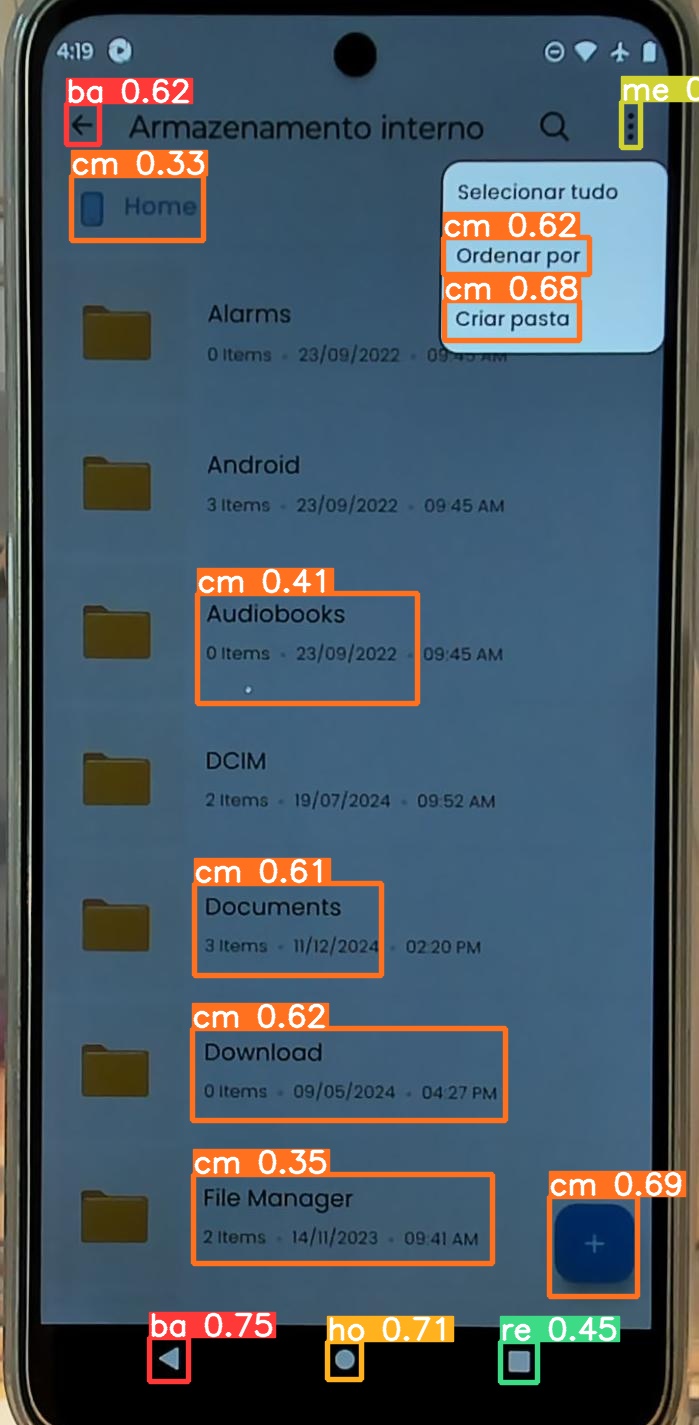 4:19
ba 0.62
me 0
Armazenamento interno
cm 0.33
Home
Selecionar tudo
cm 0.62
Ordenar por
cm 0.68
Criar pasta
Alarms
0 Items • 23/09/2022 • 09:45 AM
Android
3 Items • 23/09/2022 • 09:45 AM
cm 0.41
Audiobooks
0 Items • 23/09/2022 • 09:45 AM
DCIM
2 Items • 19/07/2024 • 09:52 AM
cm 0.61
Documents
3 Items • 11/12/2024 • 02:20 PM
cm 0.62
Download
0 Items • 09/05/2024 • 04:27 PM
cm 0.35
File Manager
2 Items • 14/11/2023 • 09:41 AM
cm 0.69
+
ba 0.75
ho 0.71
re 0.45